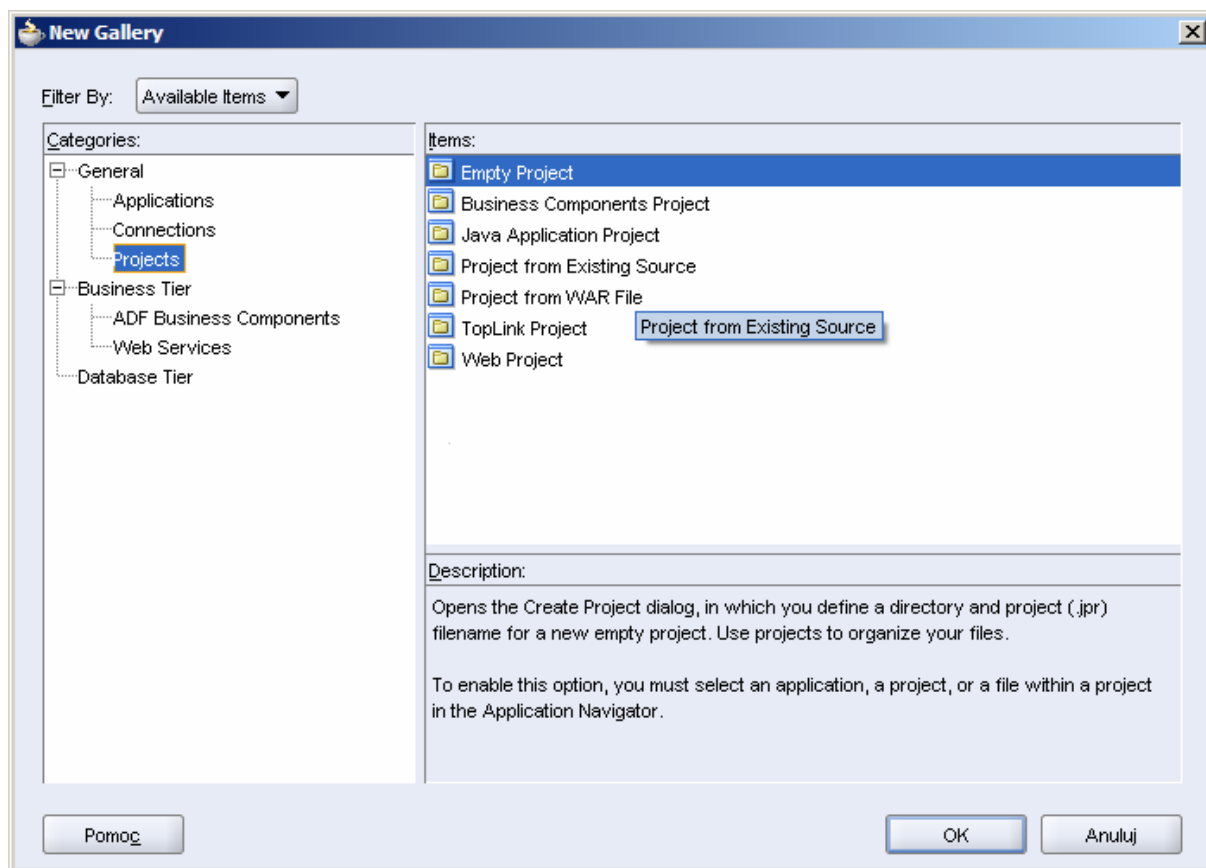 New Gallery
Filter By: Available Items
Categories:
General
Applications
Connections
Projects
Business Tier
ADF Business Components
Web Services
Database Tier
Items:
Empty Project
Business Components Project
Java Application Project
Project from Existing Source
Project from WAR File
TopLink Project
Project from Existing Source
Web Project
Description:
Opens the Create Project dialog, in which you define a directory and project (.jpr)
filename for a new empty project. Use projects to organize your files.
To enable this option, you must select an application, a project, or a file within a project
in the Application Navigator.
Pomoc
OK
Anuluj